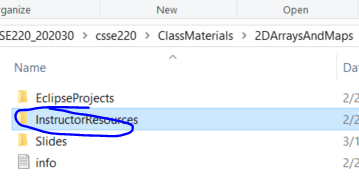 rganize New Open
SE220_202030 > csse220 > ClassMaterials > 2DArraysAndMaps
Name Date
EclipseProjects 2/2
InstructorResources 2/2
Slides 3/1
info 2/2